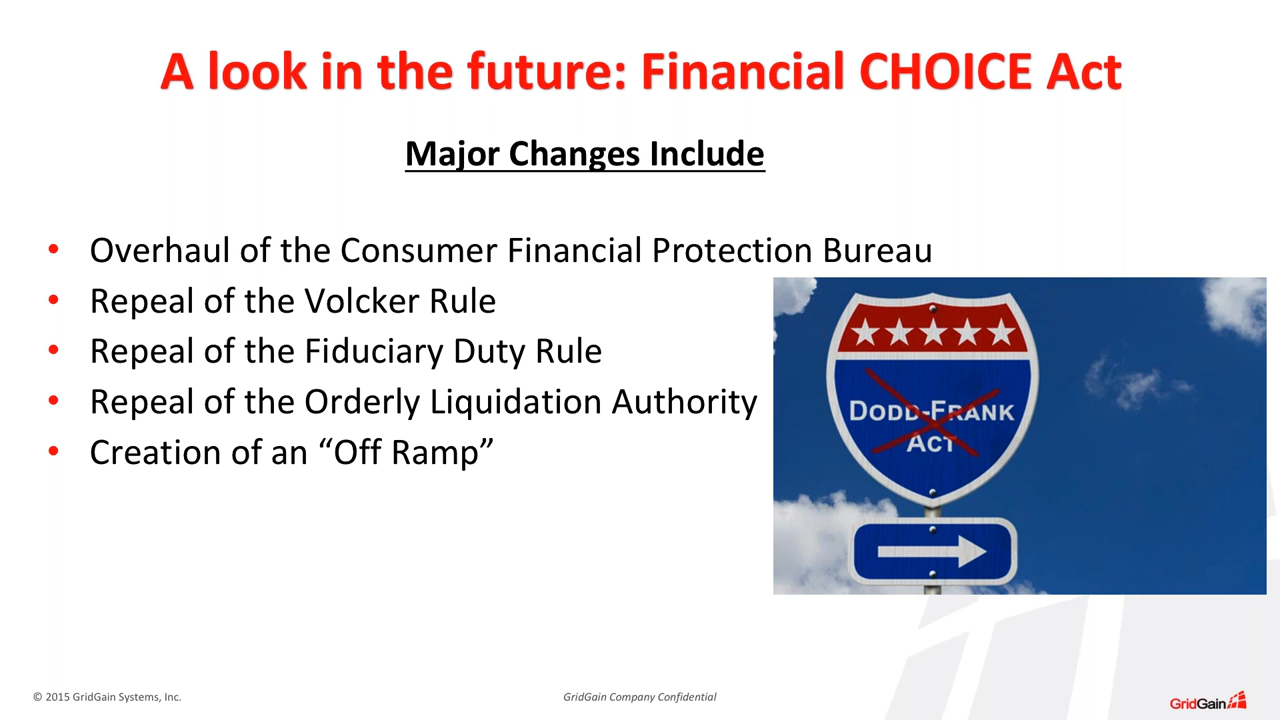 A look in the future: Financial CHOICE Act
Major Changes Include
• Overhaul of the Consumer Financial Protection Bureau
• Repeal of the Volcker Rule
• Repeal of the Fiduciary Duty Rule
• Repeal of the Orderly Liquidation Authority
• Creation of an “Off Ramp”
DODD-FRANK
ACT
© 2015 GridGain Systems, Inc.
GridGain Company Confidential
GridGain